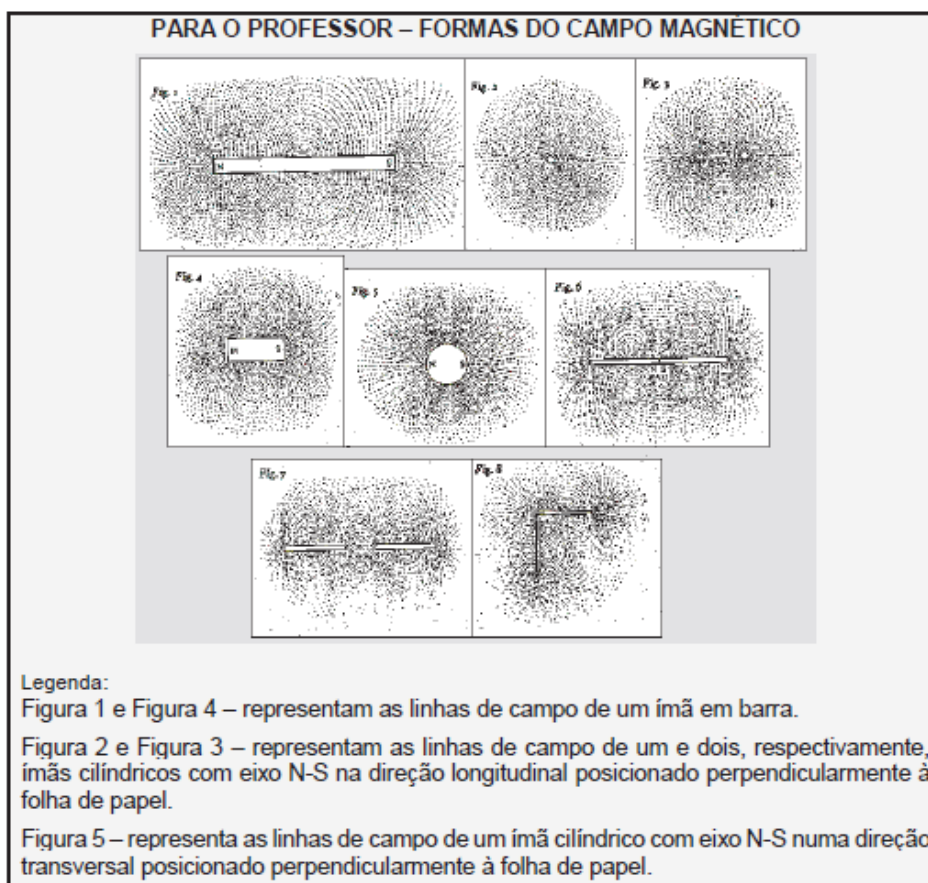 PARA O PROFESSOR – FORMAS DO CAMPO MAGNÉTICO
Fig. 1
Fig. 2
Fig. 3
N
S
Fig. 4
Fig. 5
Fig. 6
N
S
N
S
Fig. 7
Fig. 8
Legenda:
Figura 1 e Figura 4 – representam as linhas de campo de um ímã em barra.
Figura 2 e Figura 3 – representam as linhas de campo de um e dois, respectivamente,
ímãs cilíndricos com eixo N-S na direção longitudinal posicionado perpendicularmente à
folha de papel.
Figura 5 – representa as linhas de campo de um ímã cilíndrico com eixo N-S numa direção
transversal posicionado perpendicularmente à folha de papel.